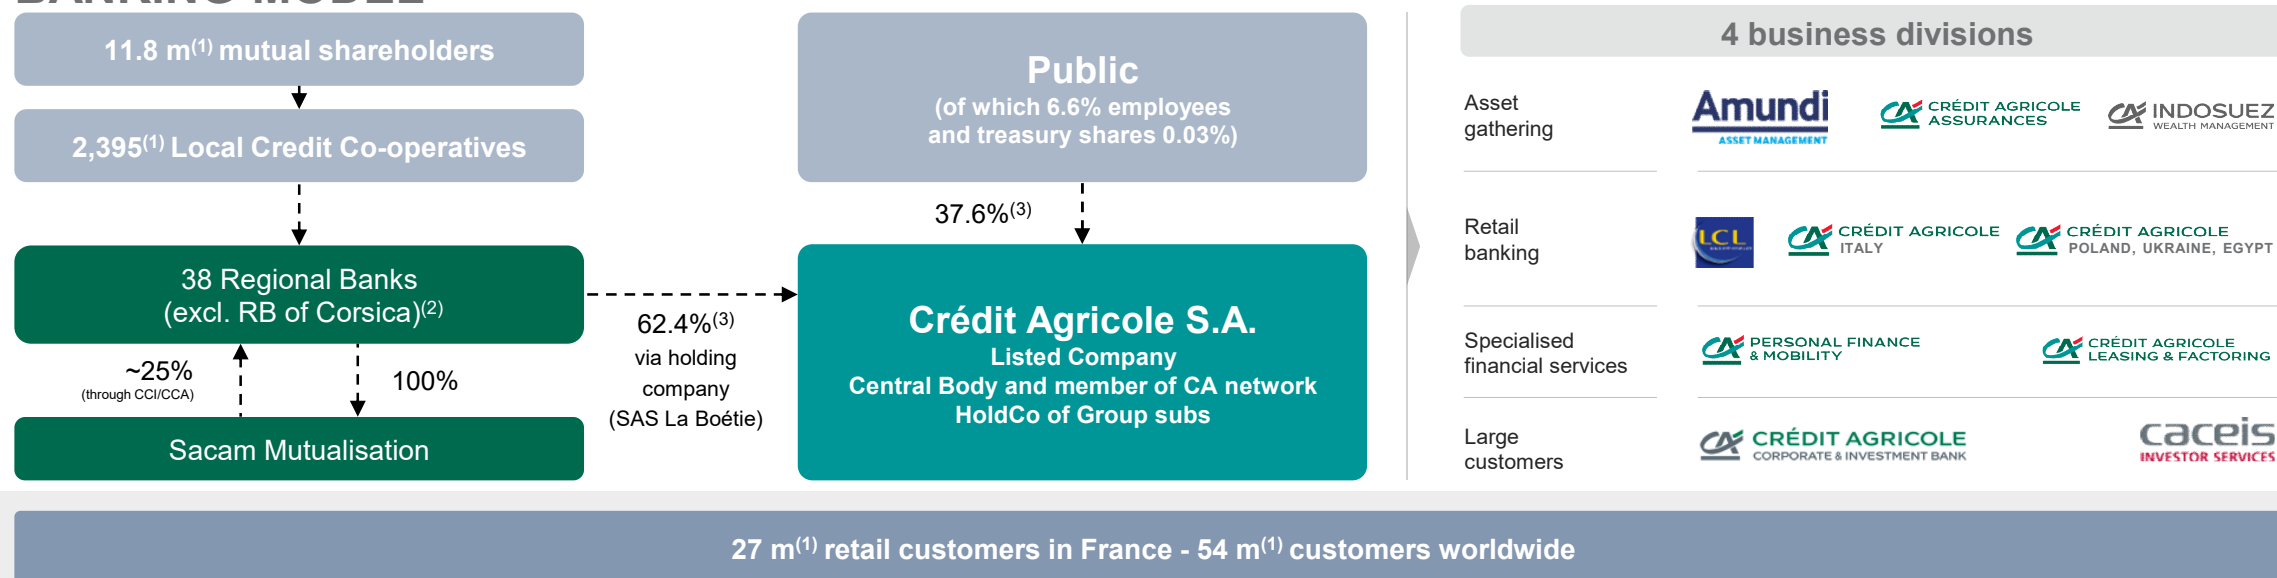 BANKING MODEL
11.8 m(1) mutual shareholders
2,395(1) Local Credit Co-operatives
38 Regional Banks
(excl. RB of Corsica)(2)
~25%
(through CCI/CCA)
100%
Sacam Mutualisation
62.4%(3)
via holding
company
(SAS La Boétie)
Public
(of which 6.6% employees
and treasury shares 0.03%)
37.6%(3)
Crédit Agricole S.A.
Listed Company
Central Body and member of CA network
HoldCo of Group subs
4 business divisions
Asset
gathering
Amundi
ASSET MANAGEMENT
CRÉDIT AGRICOLE
ASSURANCES
INDOSUEZ
WEALTH MANAGEMENT
Retail
banking
LCL
CRÉDIT AGRICOLE
ITALY
CRÉDIT AGRICOLE
POLAND, UKRAINE, EGYPT
Specialised
financial services
PERSONAL FINANCE
& MOBILITY
CRÉDIT AGRICOLE
LEASING & FACTORING
Large
customers
CRÉDIT AGRICOLE
CORPORATE & INVESTMENT BANK
caceis
INVESTOR SERVICES
27 m(1) retail customers in France - 54 m(1) customers worldwide